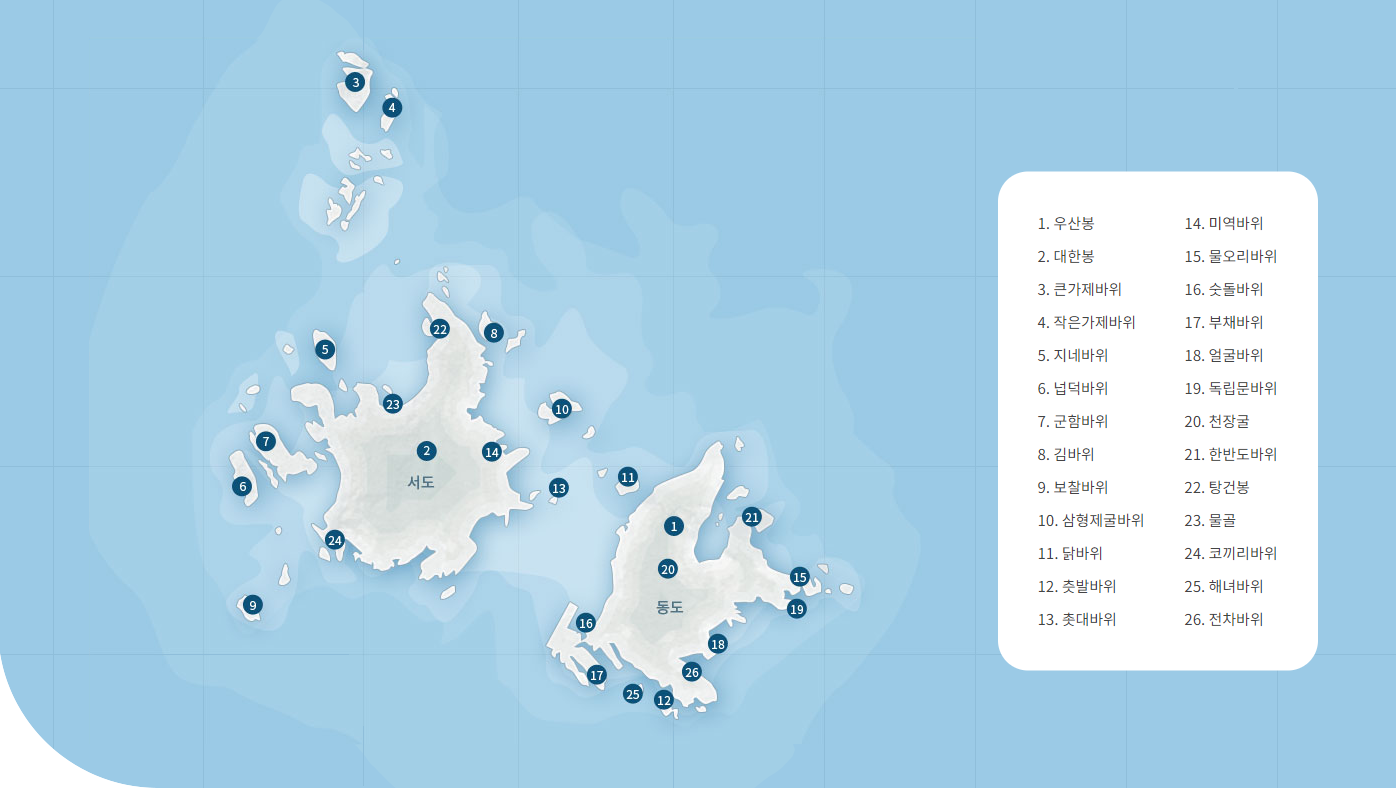 3
4
22
8
5
23
10
7
2
14
서도
11
6
13
21
1
24
20
15
9
동도
19
16
18
17
26
25
12
1. 우산봉
2. 대한봉
3. 큰가제바위
4. 작은가제바위
5. 지네바위
6. 넙덕바위
7. 군함바위
8. 김바위
9. 보찰바위
10. 삼형제굴바위
11. 닭바위
12. 춧발바위
13. 촛대바위
14. 미역바위
15. 물오리바위
16. 숫돌바위
17. 부채바위
18. 얼굴바위
19. 독립문바위
20. 천장굴
21. 한반도바위
22. 탕건봉
23. 물골
24. 코끼리바위
25. 해녀바위
26. 전차바위